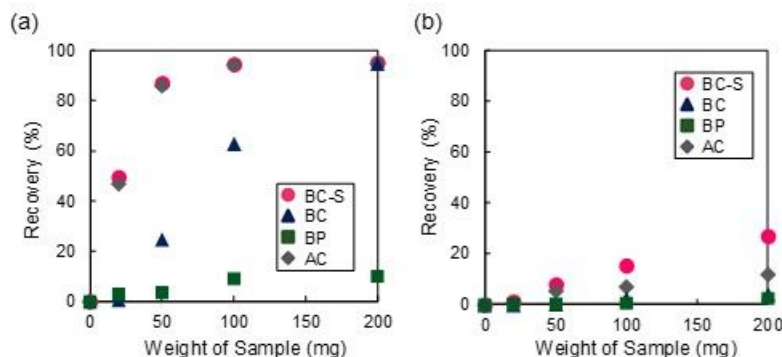 (a)
100
80
60
40
20
0
Recovery (%)
BC-S
BC
BP
AC
0 50 100 150 200
Weight of Sample (mg)
(b)
100
80
60
40
20
0
Recovery (%)
BC-S
BC
BP
AC
0 50 100 150 200
Weight of Sample (mg)